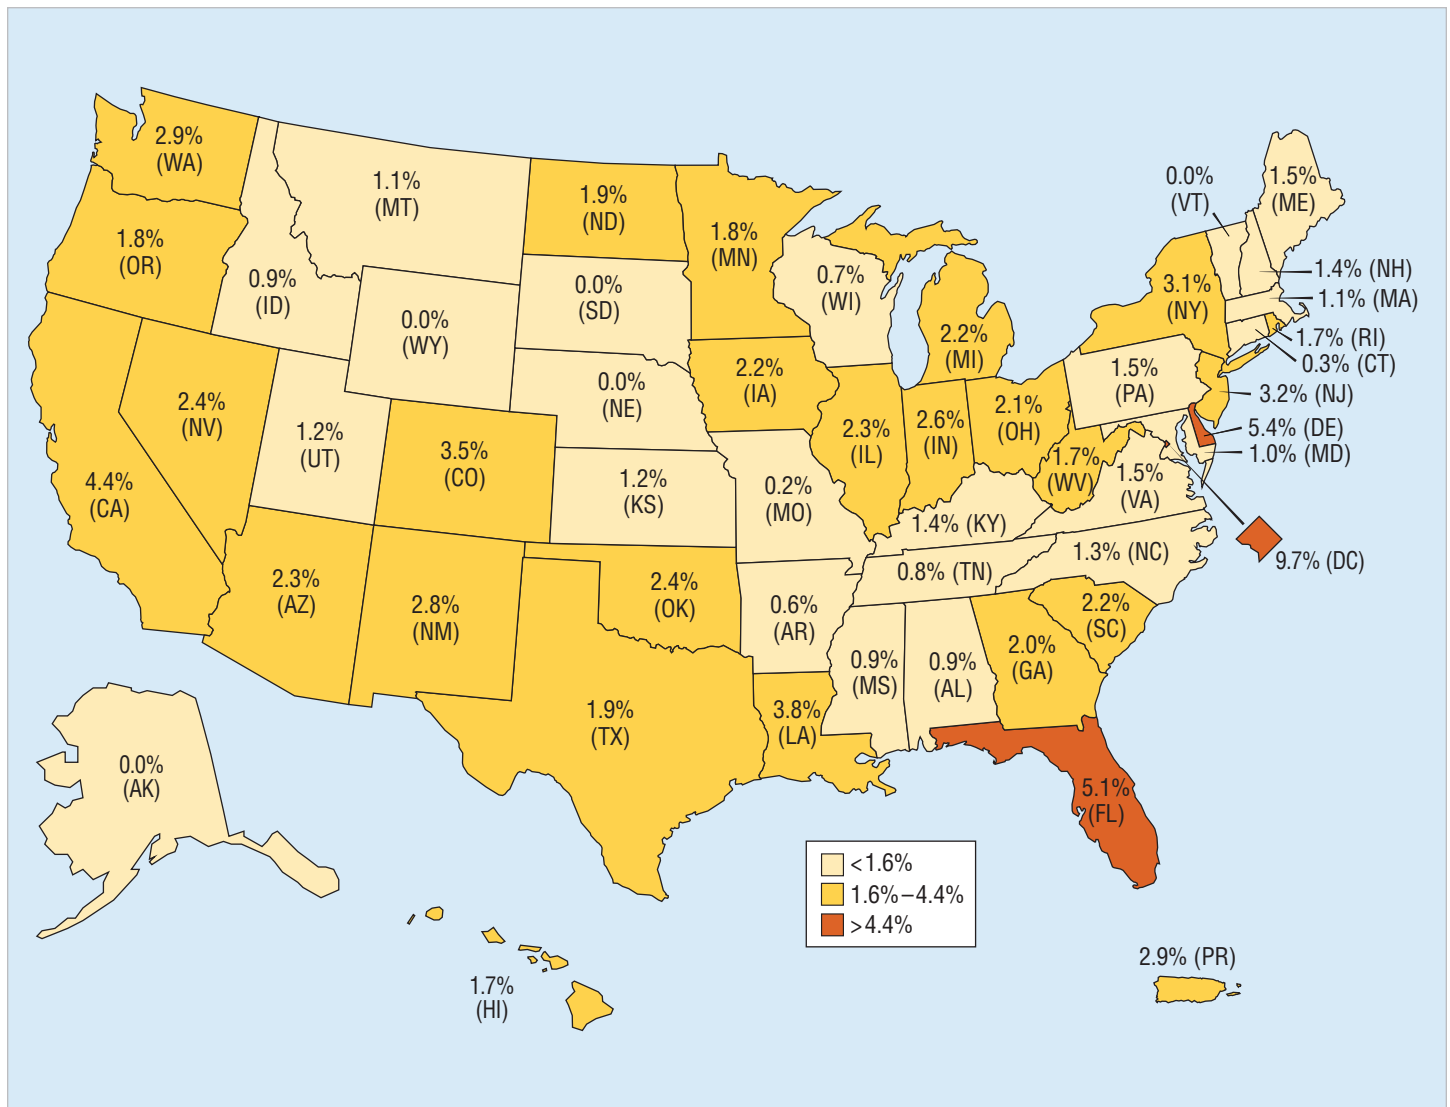 2.9%
(WA)
1.8%
(OR)
0.9%
(ID)
1.1%
(MT)
0.0%
(WY)
1.9%
(ND)
0.0%
(SD)
0.0%
(NE)
1.8%
(MN)
0.7%
(WI)
2.2%
(MI)
0.0%
(VT)
1.5%
(ME)
3.1%
(NY)
1.4% (NH)
1.1% (MA)
1.7% (RI)
0.3% (CT)
3.2% (NJ)
5.4% (DE)
1.0% (MD)
1.5%
(PA)
4.4%
(CA)
2.4%
(NV)
1.2%
(UT)
3.5%
(CO)
1.2%
(KS)
2.2%
(IA)
0.2%
(MO)
2.3%
(IL)
2.6%
(IN)
2.1%
(OH)
1.7%
(WV)
1.5%
(VA)
1.4% (KY)
1.3% (NC)
0.8% (TN)
9.7% (DC)
2.3%
(AZ)
2.8%
(NM)
2.4%
(OK)
0.6%
(AR)
2.2%
(SC)
2.0%
(GA)
0.9%
(MS)
0.9%
(AL)
1.9%
(TX)
3.8%
(LA)
5.1%
(FL)
0.0%
(AK)
1.7%
(HI)
2.9% (PR)
<1.6%
1.6%–4.4%
>4.4%